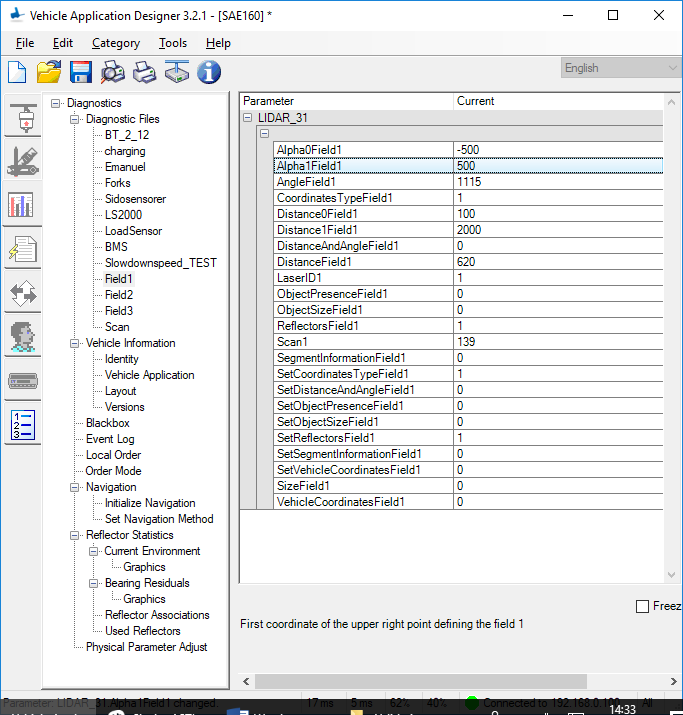 Vehicle Application Designer 3.2.1 - [SAE160] *
File Edit Category Tools Help
English
Diagnostics
Diagnostic Files
BT_2_12
charging
Emanuel
Forks
Sidosensorer
LS2000
LoadSensor
BMS
Slowdownspeed_TEST
Field1
Field2
Field3
Scan
Vehicle Information
Identity
Vehicle Application
Layout
Versions
Blackbox
Event Log
Local Order
Order Mode
Navigation
Initialize Navigation
Set Navigation Method
Reflector Statistics
Current Environment
Graphics
Bearing Residuals
Graphics
Reflector Associations
Used Reflectors
Physical Parameter Adjust
Parameter Current
LIDAR_31
Alpha0Field1 -500
Alpha1Field1 500
AngleField1 1115
CoordinatesTypeField1 1
Distance0Field1 100
Distance1Field1 2000
DistanceAndAngleField1 0
DistanceField1 620
LaserID1 1
ObjectPresenceField1 0
ObjectSizeField1 0
ReflectorsField1 1
Scan1 139
SegmentInformationField1 0
SetCoordinatesTypeField1 1
SetDistanceAndAngleField1 0
SetObjectPresenceField1 0
SetObjectSizeField1 0
SetReflectorsField1 1
SetSegmentInformationField1 0
SetVehicleCoordinatesField1 0
SizeField1 0
VehicleCoordinatesField1 0
Freez
First coordinate of the upper right point defining the field 1
Parameter: LIDAR_31.Alpha1Field1 changed. 17 ms 5 ms 62% 40% Connected to 192.168.0. All
14:33